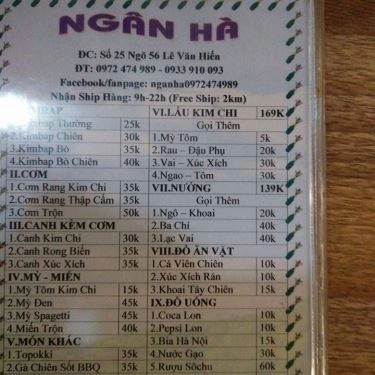 NGÂN HÀ
ĐC: Số 25 Ngõ 56 Lê Văn Hiến
ĐT: 0972 474 989 - 0933 910 093
Facebook/fanpage: nganha0972474989
Nhận Ship Hàng: 9h-22h (Free Ship: 2km)
Kimbap Thường 25k
2.Kimbap Chiên 30k
3.Kimbap Bò 35k
4.Kimbap Bò Chiên 40k
II.CƠM
1.Cơm Rang Kim Chi 35k
2.Cơm Rang Thập Cẩm 35k
3.Cơm Trộn 50k
III.CANH KÈM CƠM
1.Canh Kim Chi 30k
2.Canh Rong Biển 35k
3.Canh Xúc Xích 35k
IV.MỲ - MIẾN
1.Mỳ Tôm Kim Chi 15k
2.Mỳ Đen 45k
3.Mỳ Spagetti 45k
4.Miến Trộn 40k
V.MÓN KHÁC
1.Topokki 35k
2.Gà Chiên Sốt BBQ 35k
VI.LẨU KIM CHI 169K
Gọi Thêm
1.Mỳ Tôm 5k
2.Rau – Đậu Phụ 20k
3.Vai – Xúc Xích 30k
4.Ngao – Tôm 30k
VII.NƯỚNG 139K
Gọi Thêm
1.Ngô – Khoai 20k
2.Ba Chỉ 40k
3.Lạc Vai 40k
VIII.ĐỒ ĂN VẶT
1.Cá Viên Chiên 10k
2.Xúc Xích Rán 10k
3.Khoai Tây Chiên 15k
IX.ĐỒ UỐNG
1.Coca Lon 10k
2.Pepsi Lon 10k
3.Bia Hà Nội 15k
4.Nước Gạo 30k
5.Rượu Sôchu 60k